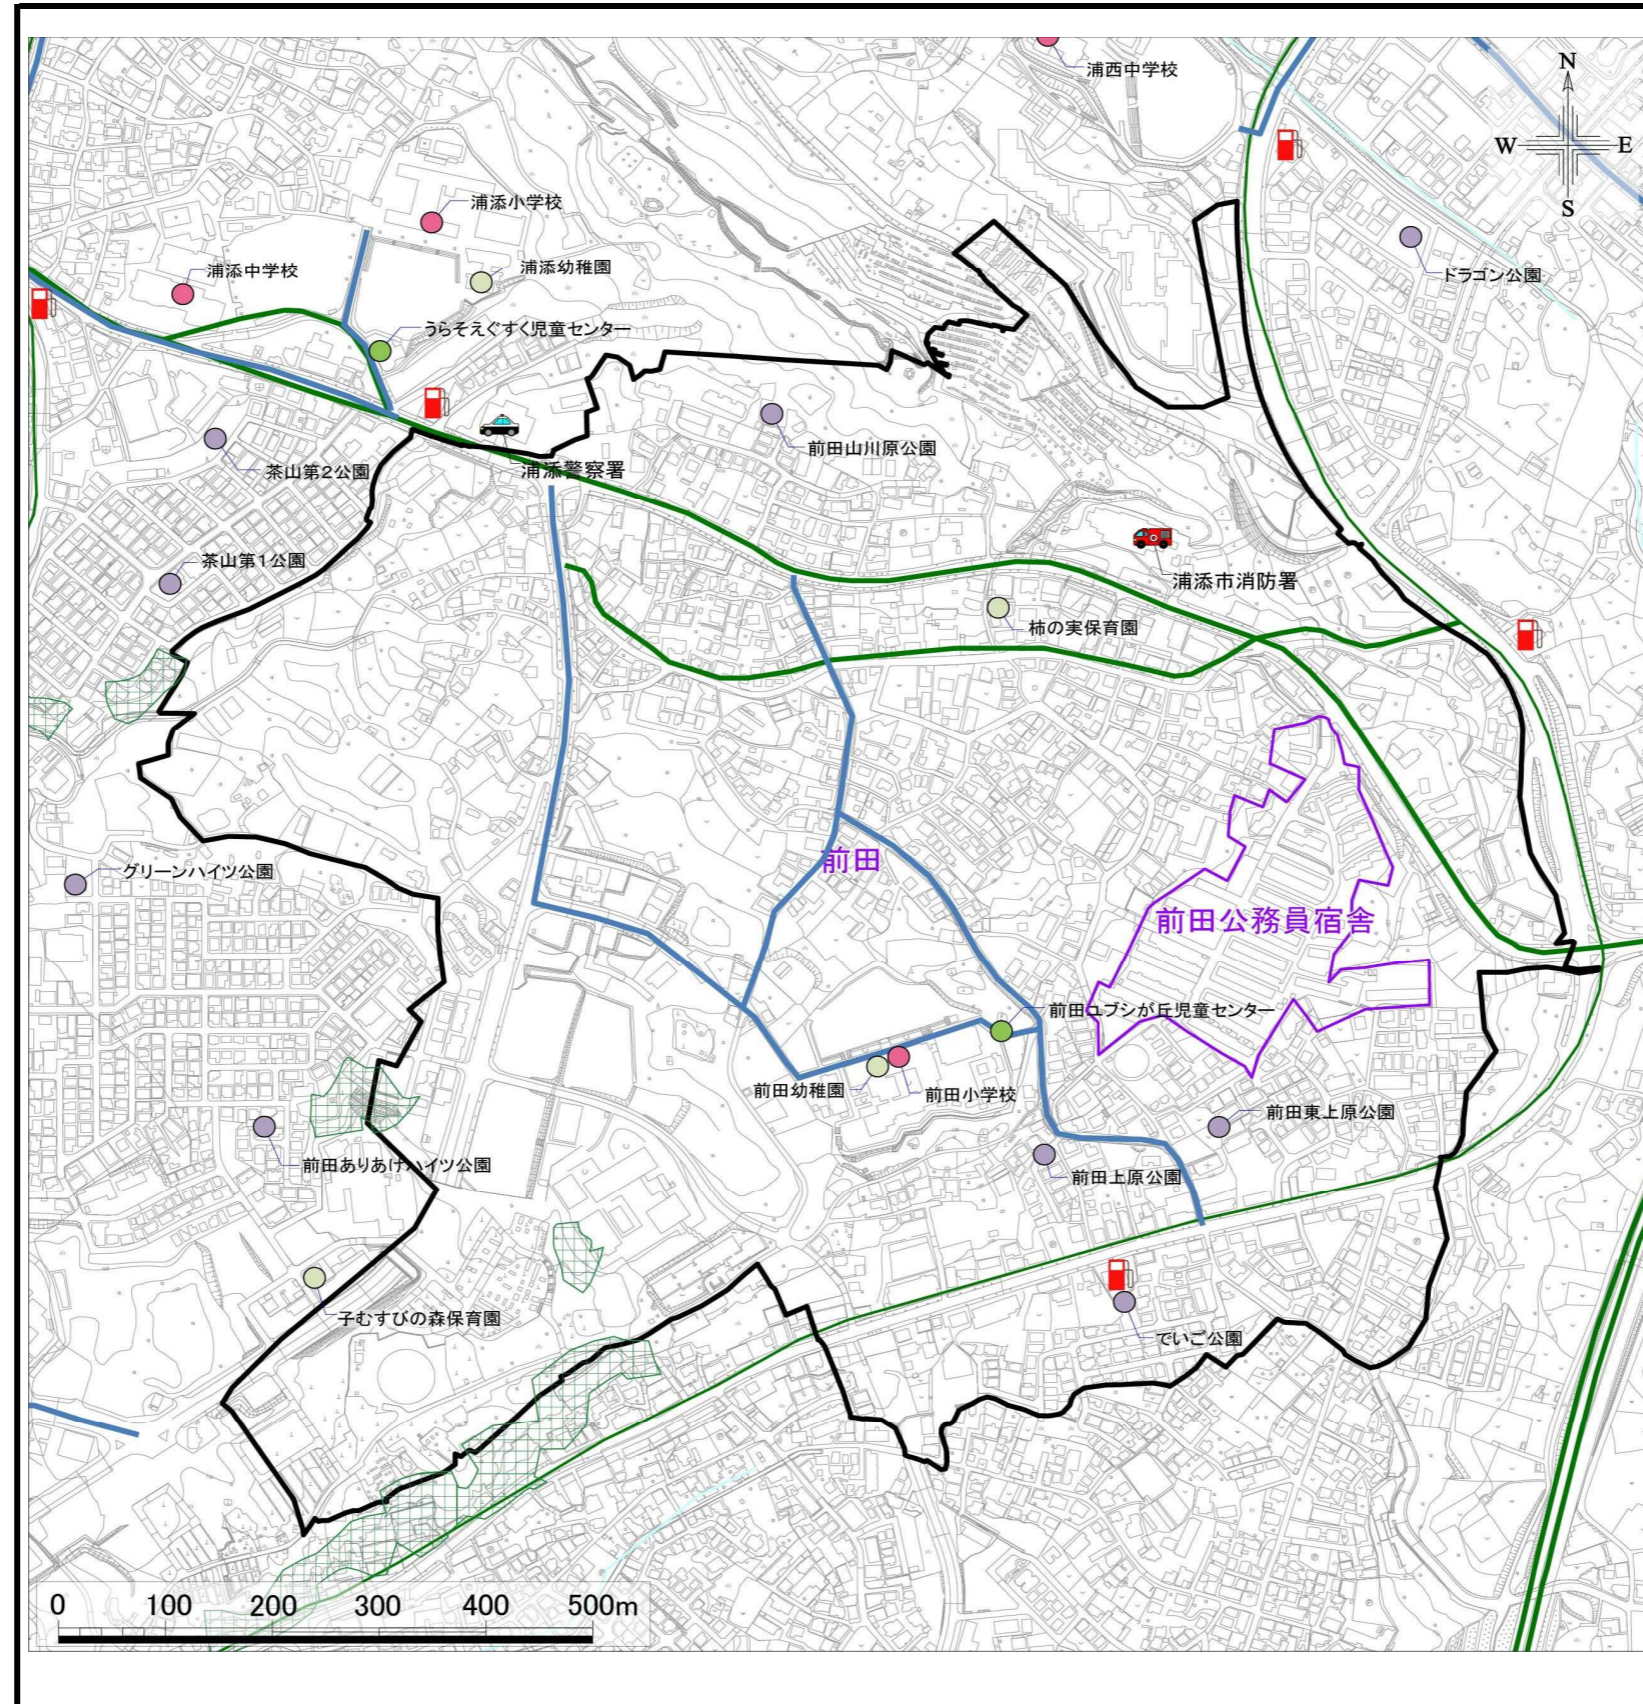 浦西中学校
N
W
E
S
浦添小学校
浦添幼稚園
浦添中学校
ドラゴン公園
うらそえぐすく児童センター
前田山川原公園
茶山第2公園
浦添警察署
茶山第1公園
浦添市消防署
柿の実保育園
前田
グリーンハイツ公園
前田公務員宿舎
前田ユブシが丘児童センター
前田幼稚園
前田小学校
前田東上原公園
前田ありあけハイツ公園
前田上原公園
子むすびの森保育園
でいご公園
0 100 200 300 400 500m